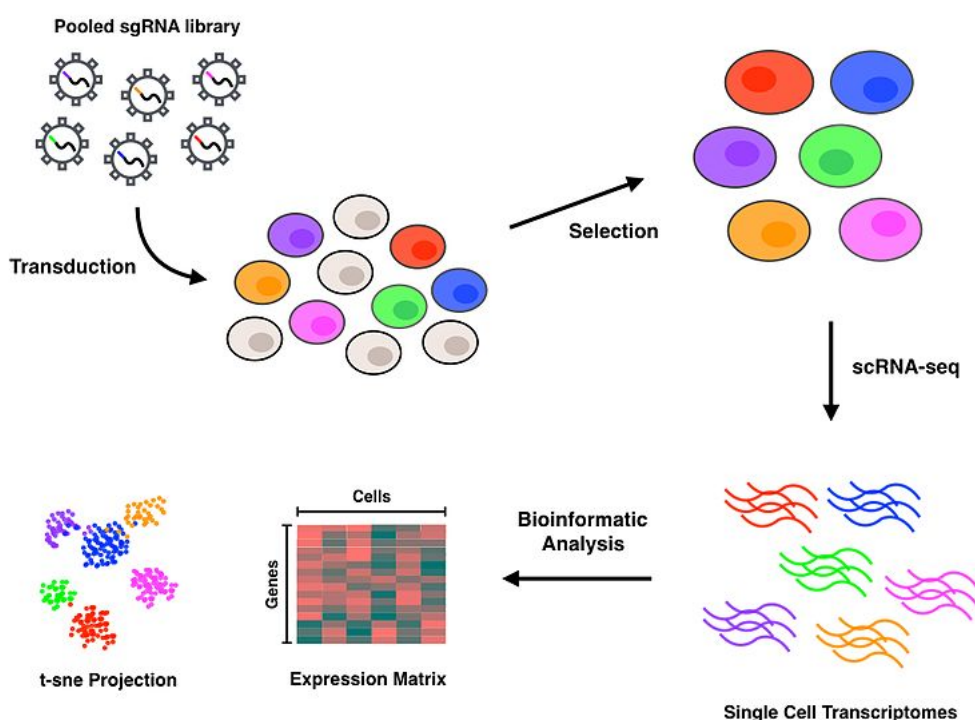 Pooled sgRNA library
Transduction
Selection
scRNA-seq
Single Cell Transcriptomes
Bioinformatic
Analysis
Cells
Genes
Expression Matrix
t-sne Projection